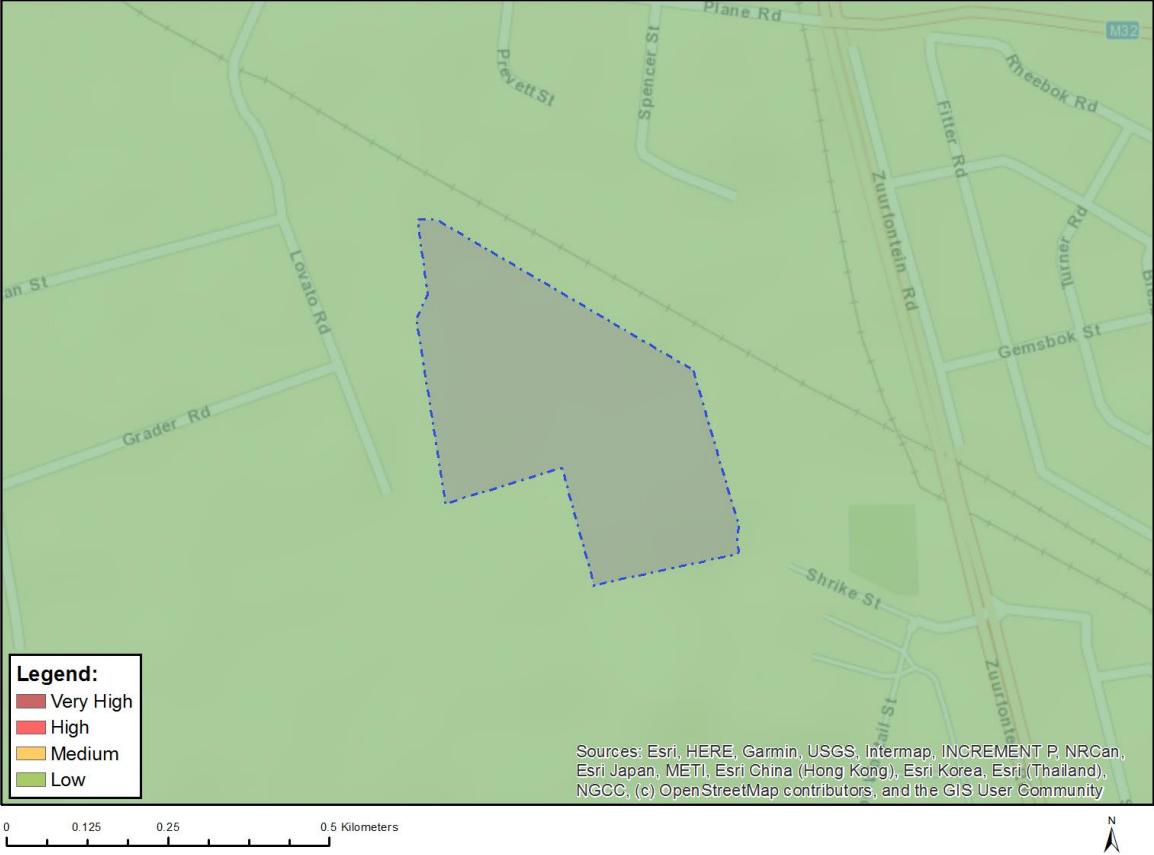 Plane Rd
M32
Prevett St
Spencer St
Rheebok Rd
Fitter Rd
Zuurfontein Rd
Turner Rd
an St
Lovato Rd
Gemsbok St
Grader Rd
Shrike St
Zuurfonte
tail St
Legend:
Very High
High
Medium
Low
Sources: Esri, HERE, Garmin, USGS, Intermap, INCREMENT P, NRCan,
Esri Japan, METI, Esri China (Hong Kong), Esri Korea, Esri (Thailand),
NGCC, (c) OpenStreetMap contributors, and the GIS User Community
0 0.125 0.25 0.5 Kilometers
N